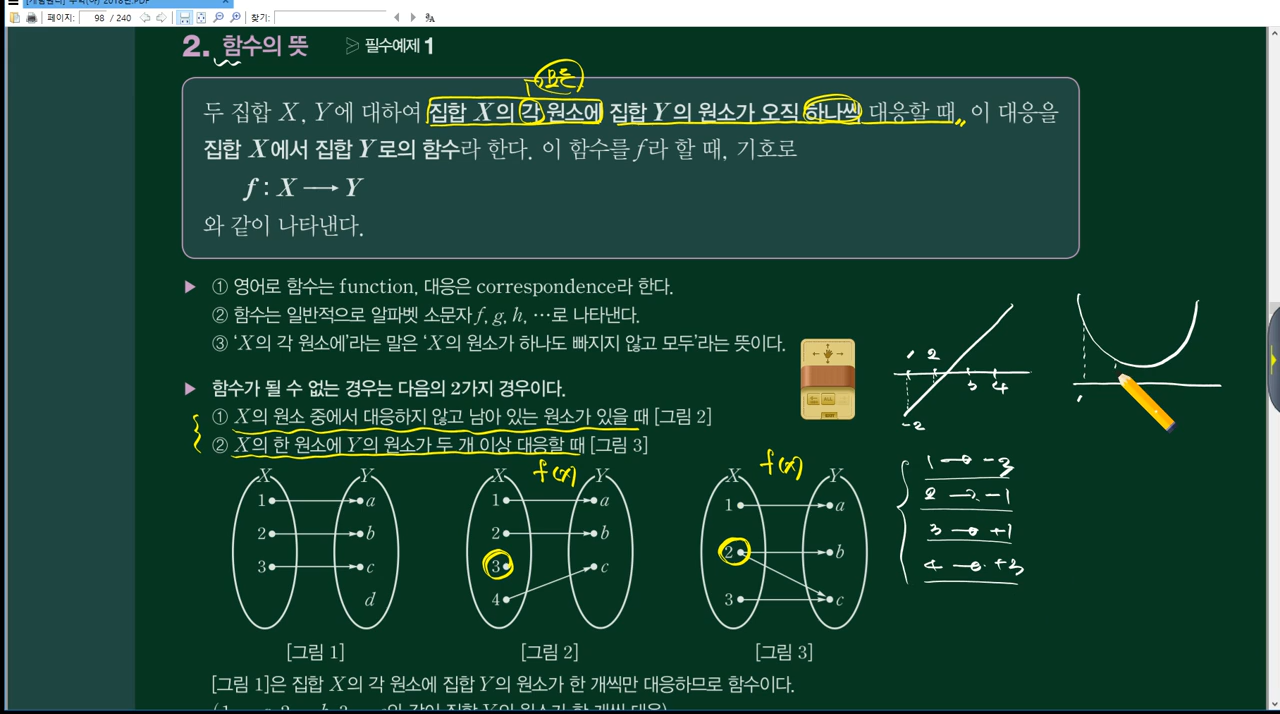 [개념원리] 수학(하) 2018년.PDF
페이지: 98 / 240 찾기:
2. 함수의 뜻 ▷ 필수예제 1
모든
두 집합 X, Y에 대하여 집합 X의 각 원소에 집합 Y의 원소가 오직 하나씩 대응할 때, 이 대응을
집합 X에서 집합 Y로의 함수라 한다. 이 함수를 f라 할 때, 기호로
f : X ⟶ Y
와 같이 나타낸다.
▶ ① 영어로 함수는 function, 대응은 correspondence라 한다.
② 함수는 일반적으로 알파벳 소문자 f, g, h, …로 나타낸다.
③ ‘X의 각 원소에’라는 말은 ‘X의 원소가 하나도 빠지지 않고 모두’라는 뜻이다.
▶ 함수가 될 수 없는 경우는 다음의 2가지 경우이다.
① X의 원소 중에서 대응하지 않고 남아 있는 원소가 있을 때 [그림 2]
② X의 한 원소에 Y의 원소가 두 개 이상 대응할 때 [그림 3]
X Y
1 a
2 b
3 c
d
[그림 1]
f(x)
X Y
1 a
2 b
3 c
4
[그림 2]
f(x)
X Y
1 a
2 b
3 c
[그림 3]
1 2
3 4
-2
1
1 → -3
2 → -1
3 → +1
4 → +3
[그림 1]은 집합 X의 각 원소에 집합 Y의 원소가 한 개씩만 대응하므로 함수이다.